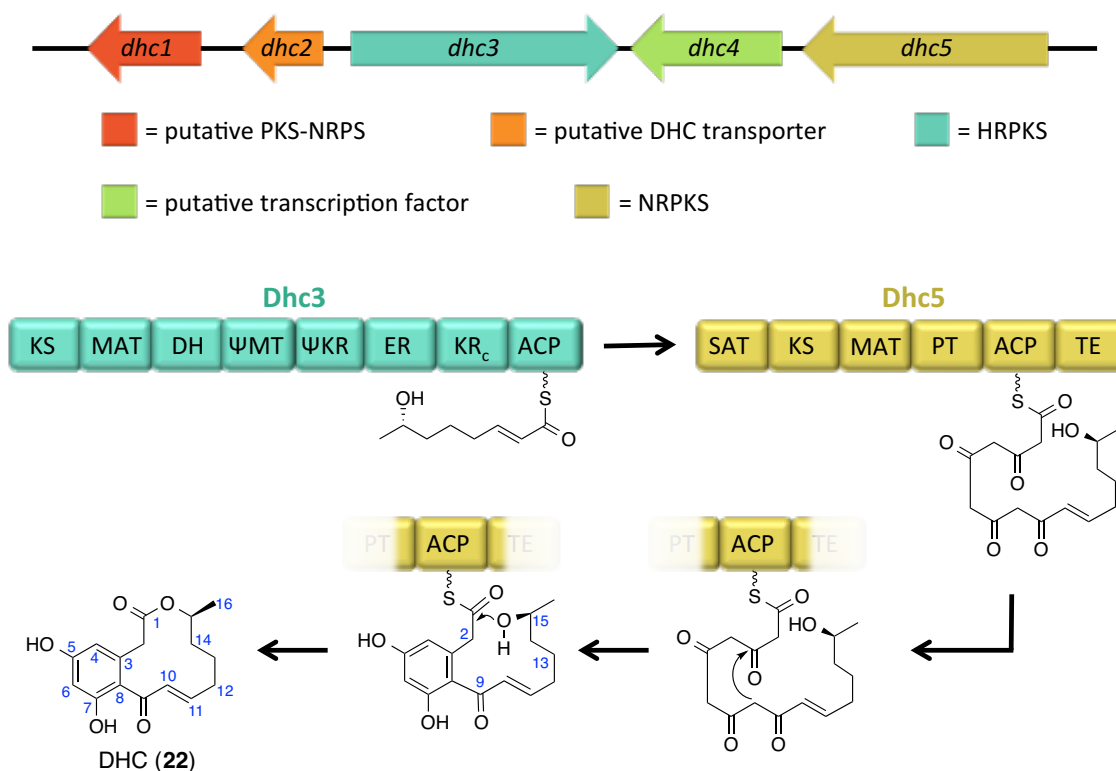 dhc1 dhc2 dhc3 dhc4 dhc5
= putative PKS-NRPS = putative DHC transporter = HRPKS
= putative transcription factor = NRPKS
Dhc3 Dhc5
KS MAT DH ΨMT ΨKR ER KRc ACP SAT KS MAT PT ACP TE
S S
OH O
O HO
O O
O O O
PT ACP TE PT ACP TE
S S
O O O 16 O O
O 15 HO
1 H O
HO 5 4 14 HO 2 O
3 13
6 10 9 12
7 8 12 11
OH O OH O O O
DHC (22)